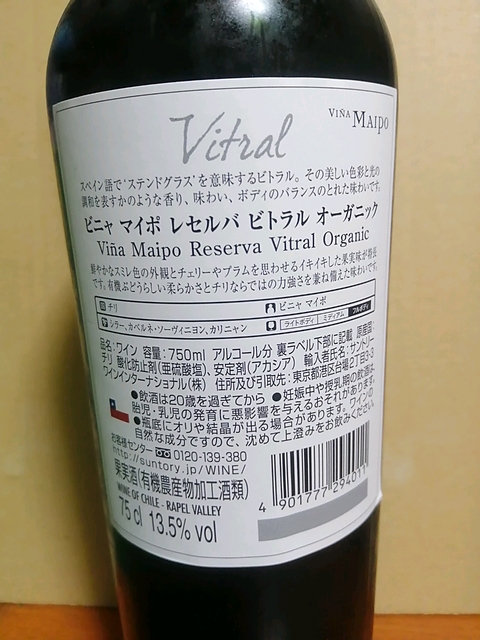 Vitral
VIÑA MAIPO
スペイン語で"ステンドグラス"を意味するビトラル。その美しい色彩と光の
調和を表すかのような香り、味わい、ボディのバランスのとれた味わいです。
ビニャ マイポ レセルバ ビトラル オーガニック
Viña Maipo Reserva Vitral Organic
鮮やかなスミレ色の外観とチェリーやプラムを思わせるイキイキした果実味が特長
です。有機ぶどうらしい柔らかさとチリならではの力強さを兼ね備えた味わいです。
チリ
ビニャ マイポ
シラー、カベルネ・ソーヴィニヨン、カリニャン
ライトボディ ミディアム フルボディ
品名:ワイン 容量:750ml アルコール分 裏ラベル下部に記載 原産国:
チリ 酸化防止剤(亜硫酸塩)、安定剤(アカシア) 輸入者氏名:サントリー
ワインインターナショナル(株) 住所及び引取先:東京都港区台場2丁目3-3
●飲酒は20歳を過ぎてから ●妊娠中や授乳期の飲酒は、
胎児・乳児の発育に悪影響を与えるおそれがあります。
●瓶底にオリや結晶が出る場合があります。ワインの
自然な成分ですので、沈めて上澄みをお飲みください。
お客様センター 0120-139-380
http://suntory.jp/WINE/
果実酒(有機農産物加工酒類)
WINE OF CHILE - RAPEL VALLEY
75 cl 13.5% vol
4 901777 294011